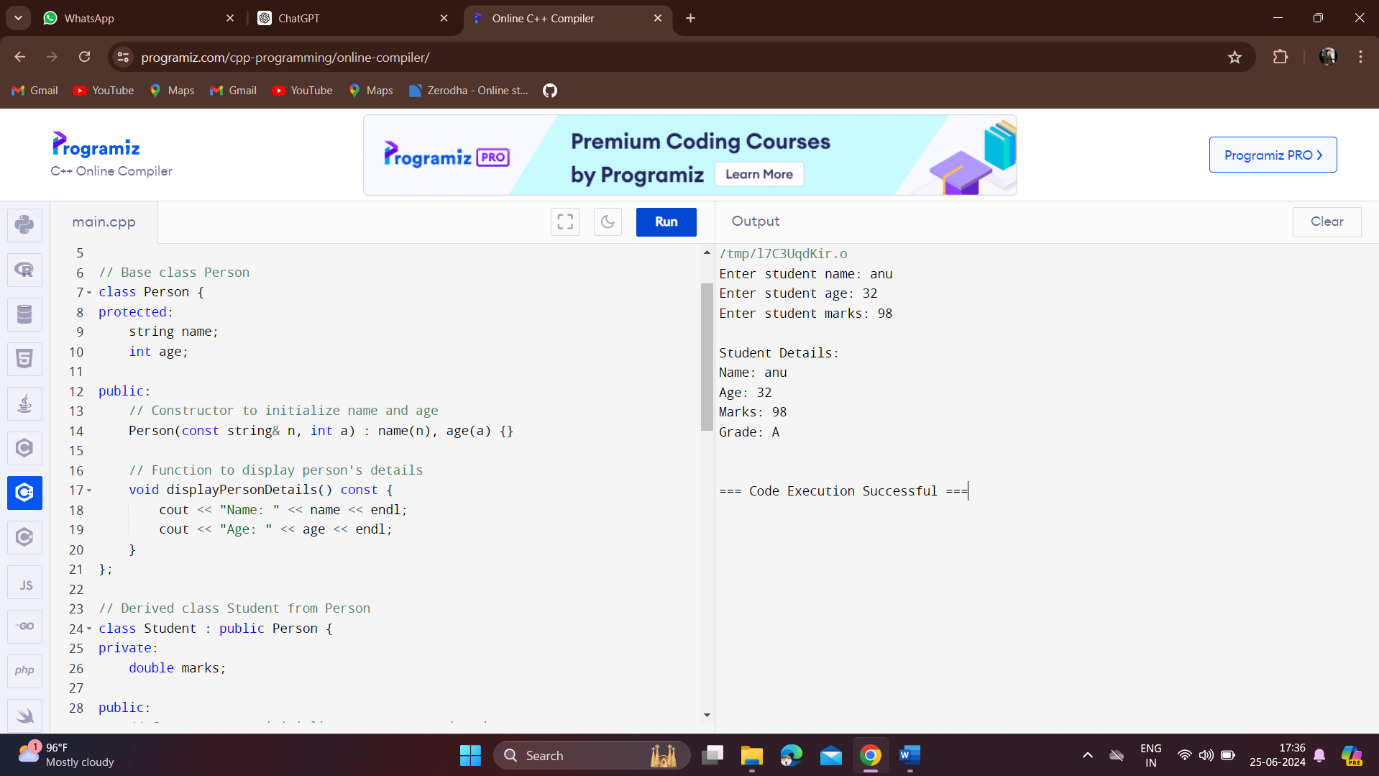 WhatsApp
ChatGPT
Online C++ Compiler
programiz.com/cpp-programming/online-compiler/
Gmail YouTube Maps Gmail YouTube Maps Zerodha - Online st...
Programiz
C++ Online Compiler
Programiz PRO
Premium Coding Courses
by Programiz Learn More
Programiz PRO
main.cpp
Run
Output
Clear
5
6 // Base class Person
7 class Person {
8 protected:
9 string name;
10 int age;
11
12 public:
13 // Constructor to initialize name and age
14 Person(const string& n, int a) : name(n), age(a) {}
15
16 // Function to display person's details
17 void displayPersonDetails() const {
18 cout << "Name: " << name << endl;
19 cout << "Age: " << age << endl;
20 }
21 };
22
23 // Derived class Student from Person
24 class Student : public Person {
25 private:
26 double marks;
27
28 public:
/tmp/l7C3UqdKir.o
Enter student name: anu
Enter student age: 32
Enter student marks: 98
Student Details:
Name: anu
Age: 32
Marks: 98
Grade: A
=== Code Execution Successful ===
JS
GO
php
1
96°F
Mostly cloudy
Search
ENG
IN
17:36
25-06-2024
PRE